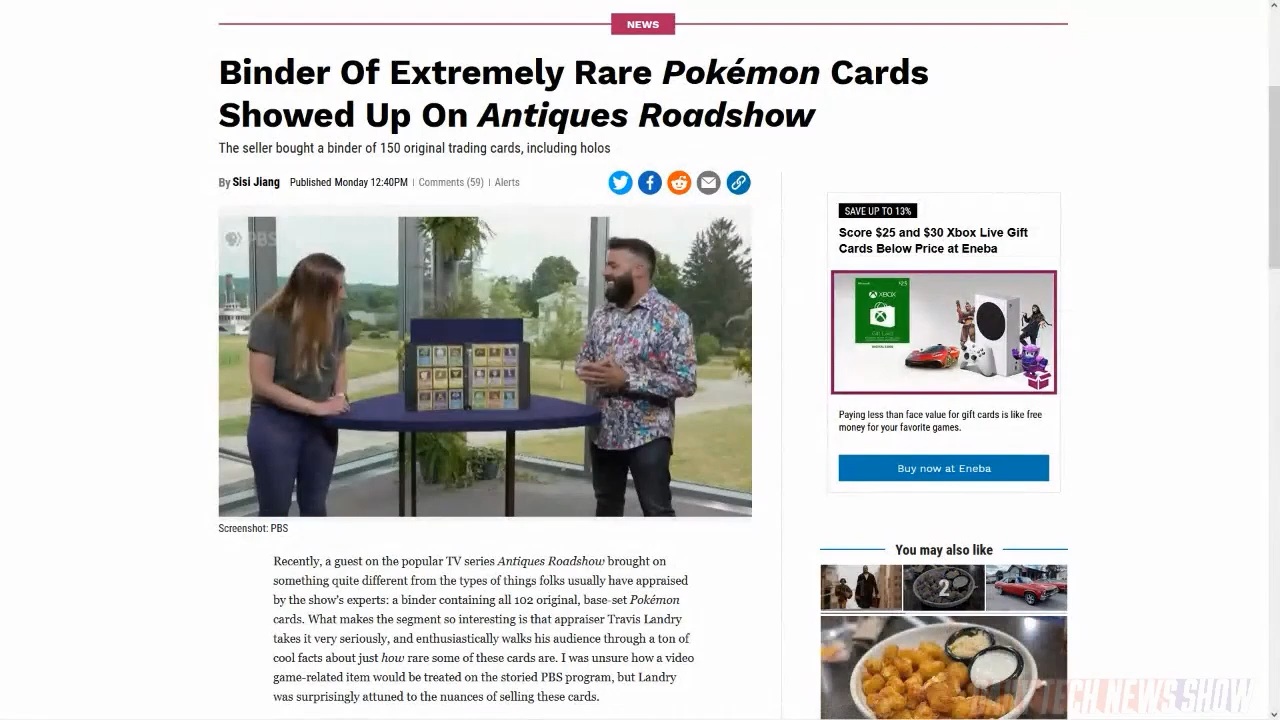 NEWS
Binder Of Extremely Rare Pokémon Cards
Showed Up On Antiques Roadshow
The seller bought a binder of 150 original trading cards, including holos
By Sisi Jiang Published Monday 12:40PM | Comments (59) | Alerts
PBS
Screenshot: PBS
Recently, a guest on the popular TV series Antiques Roadshow brought on
something quite different from the types of things folks usually have appraised
by the show's experts: a binder containing all 102 original, base-set Pokémon
cards. What makes the segment so interesting is that appraiser Travis Landry
takes it very seriously, and enthusiastically walks his audience through a ton of
cool facts about just how rare some of these cards are. I was unsure how a video
game-related item would be treated on the storied PBS program, but Landry
was surprisingly attuned to the nuances of selling these cards.
SAVE UP TO 13%
Score $25 and $30 Xbox Live Gift
Cards Below Price at Eneba
XBOX
Paying less than face value for gift cards is like free
money for your favorite games.
Buy now at Eneba
You may also like
2
TECH NEWS SHOW